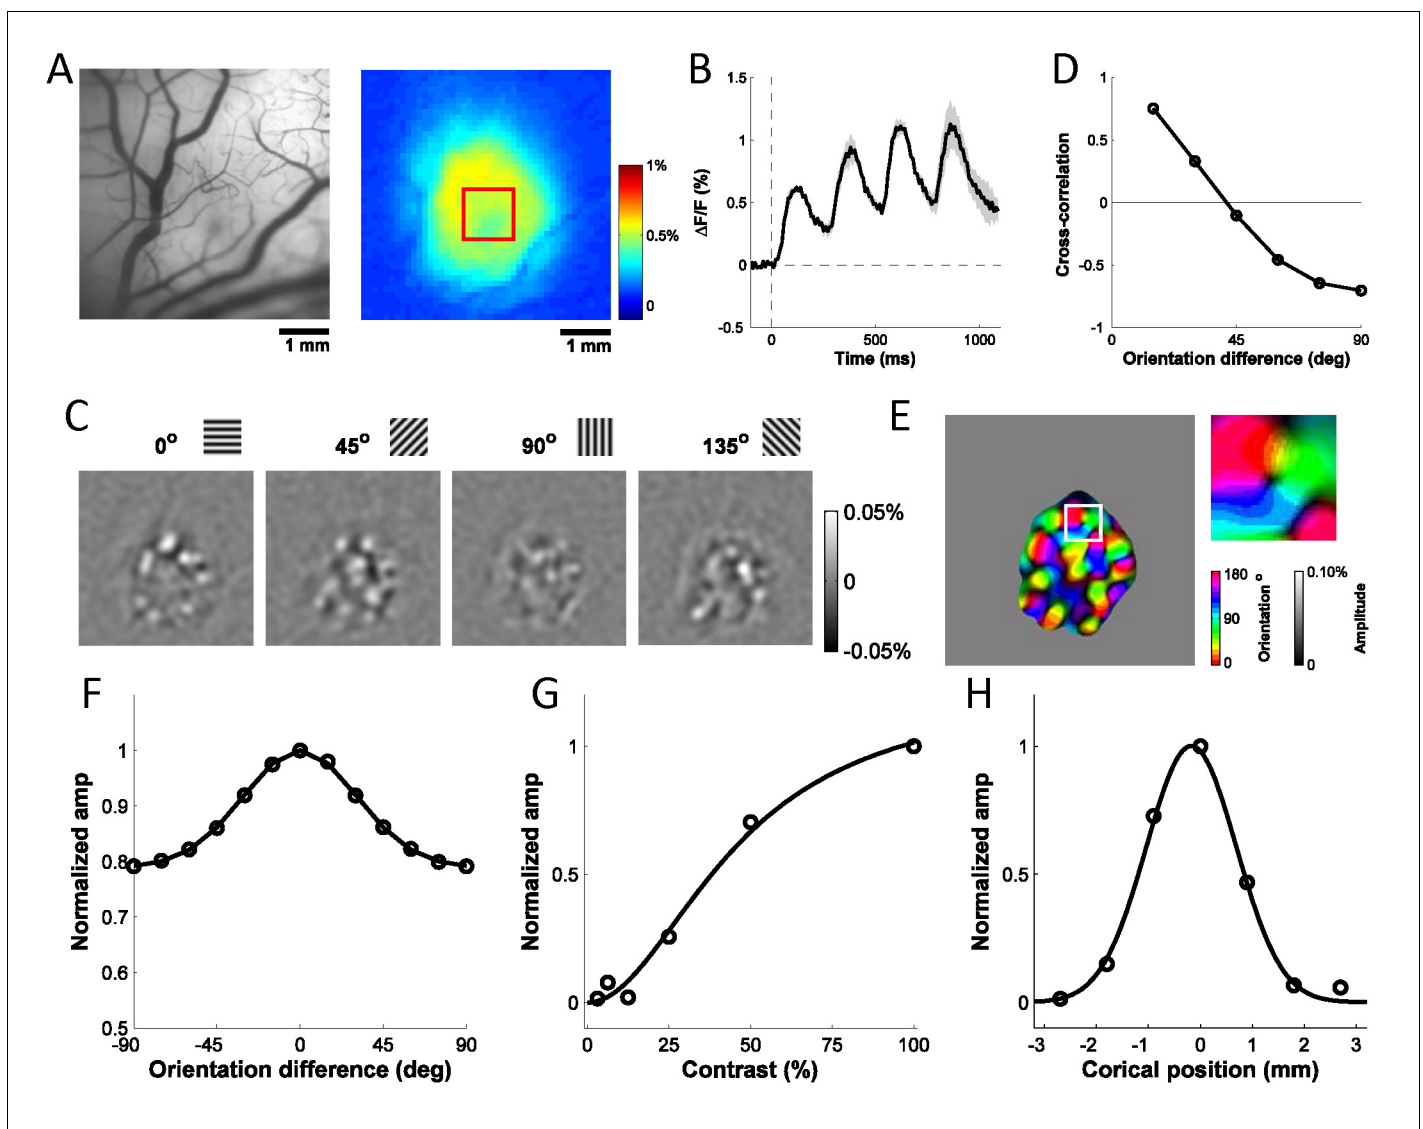 A
1 mm
1%
0.5%
0
1 mm
B
1.5
1
0.5
0
-0.5
ΔF/F (%)
0
500
1000
Time (ms)
D
1
0.5
0
-0.5
-1
Cross-correlation
0
45
90
Orientation difference (deg)
C
0°
45°
90°
135°
0.05%
0
-0.05%
E
180
90
0
Orientation °
0.10%
0
Amplitude
F
1
0.9
0.8
0.7
0.6
0.5
Normalized amp
-90
-45
0
45
90
Orientation difference (deg)
G
1
0.5
0
Normalized amp
0
25
50
75
100
Contrast (%)
H
1
0.5
0
Normalized amp
-3
-2
-1
0
1
2
3
Corical position (mm)